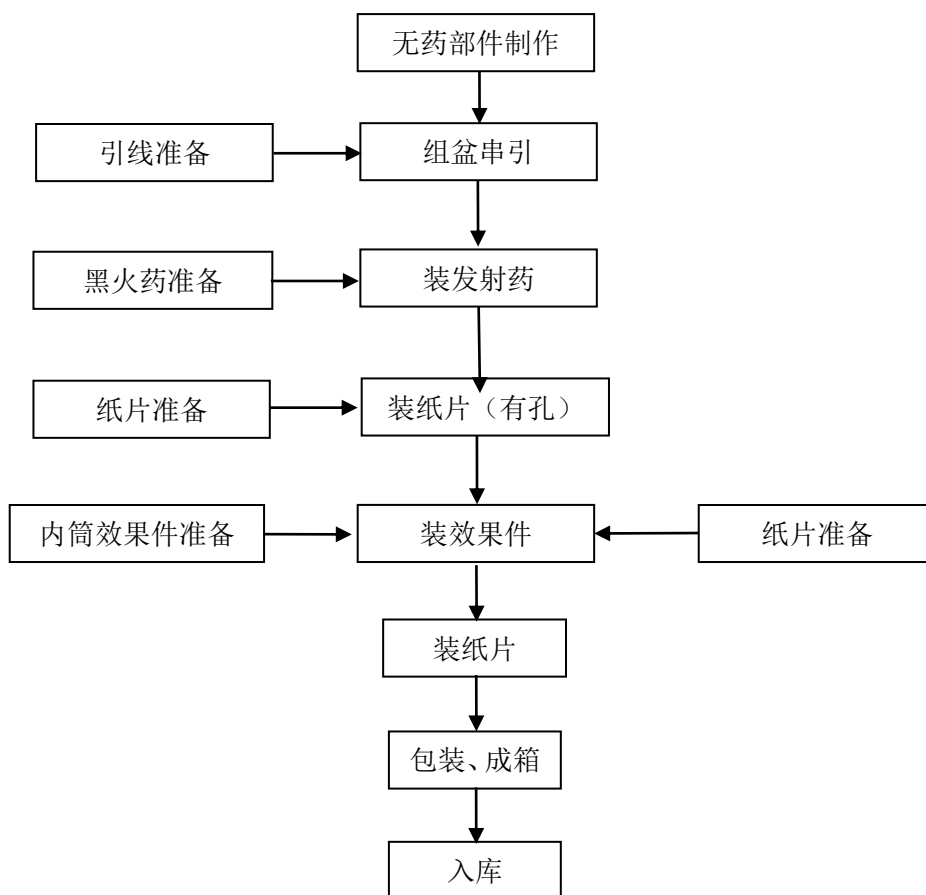 无药部件制作
引线准备
组盆串引
黑火药准备
装发射药
纸片准备
装纸片（有孔）
内筒效果件准备
装效果件
纸片准备
装纸片
包装、成箱
入库